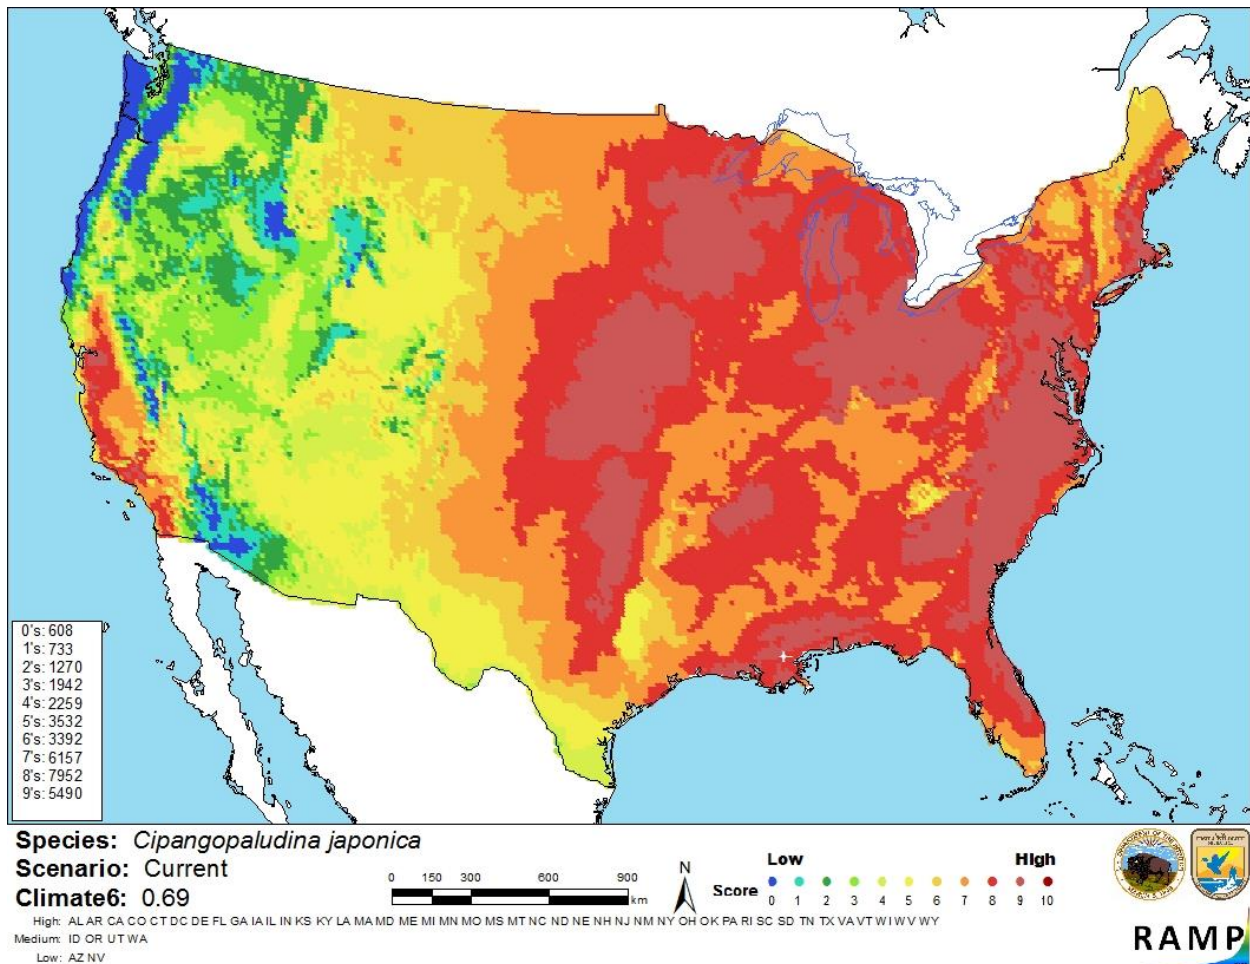 0's: 608
1's: 733
2's: 1270
3's: 1942
4's: 2259
5's: 3532
6's: 3392
7's: 6157
8's: 7952
9's: 5490
Species: Cipangopaludina japonica
Scenario: Current
Climate6: 0.69
0 150 300 600 900
km
N
Low High
Score
0 1 2 3 4 5 6 7 8 9 10
High: AL AR CA CO CT DC DE FL GA IA IL IN KS KY LA MA MD ME MI MN MO MS MT NC ND NE NH NJ NM NY OH OK PA RI SC SD TN TX VA VT WI WV WY
Medium: ID OR UT WA
Low: AZ NV
RAMP